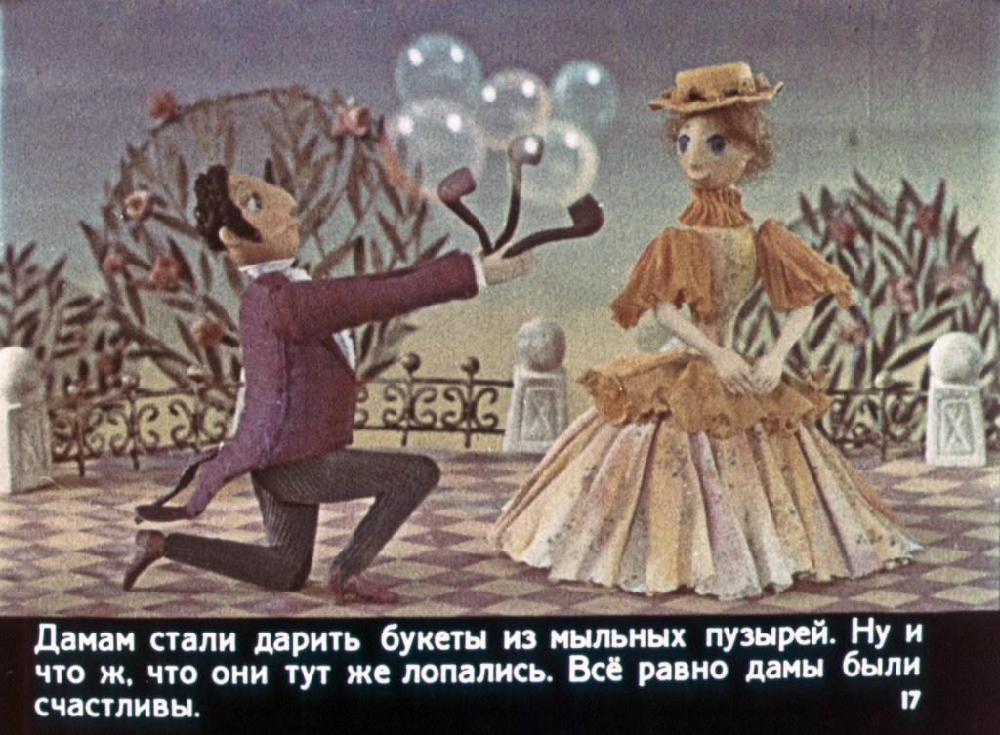 Дамам стали дарить букеты из мыльных пузырей. Ну и
что ж, что они тут же лопались. Всё равно дамы были
счастливы.
17